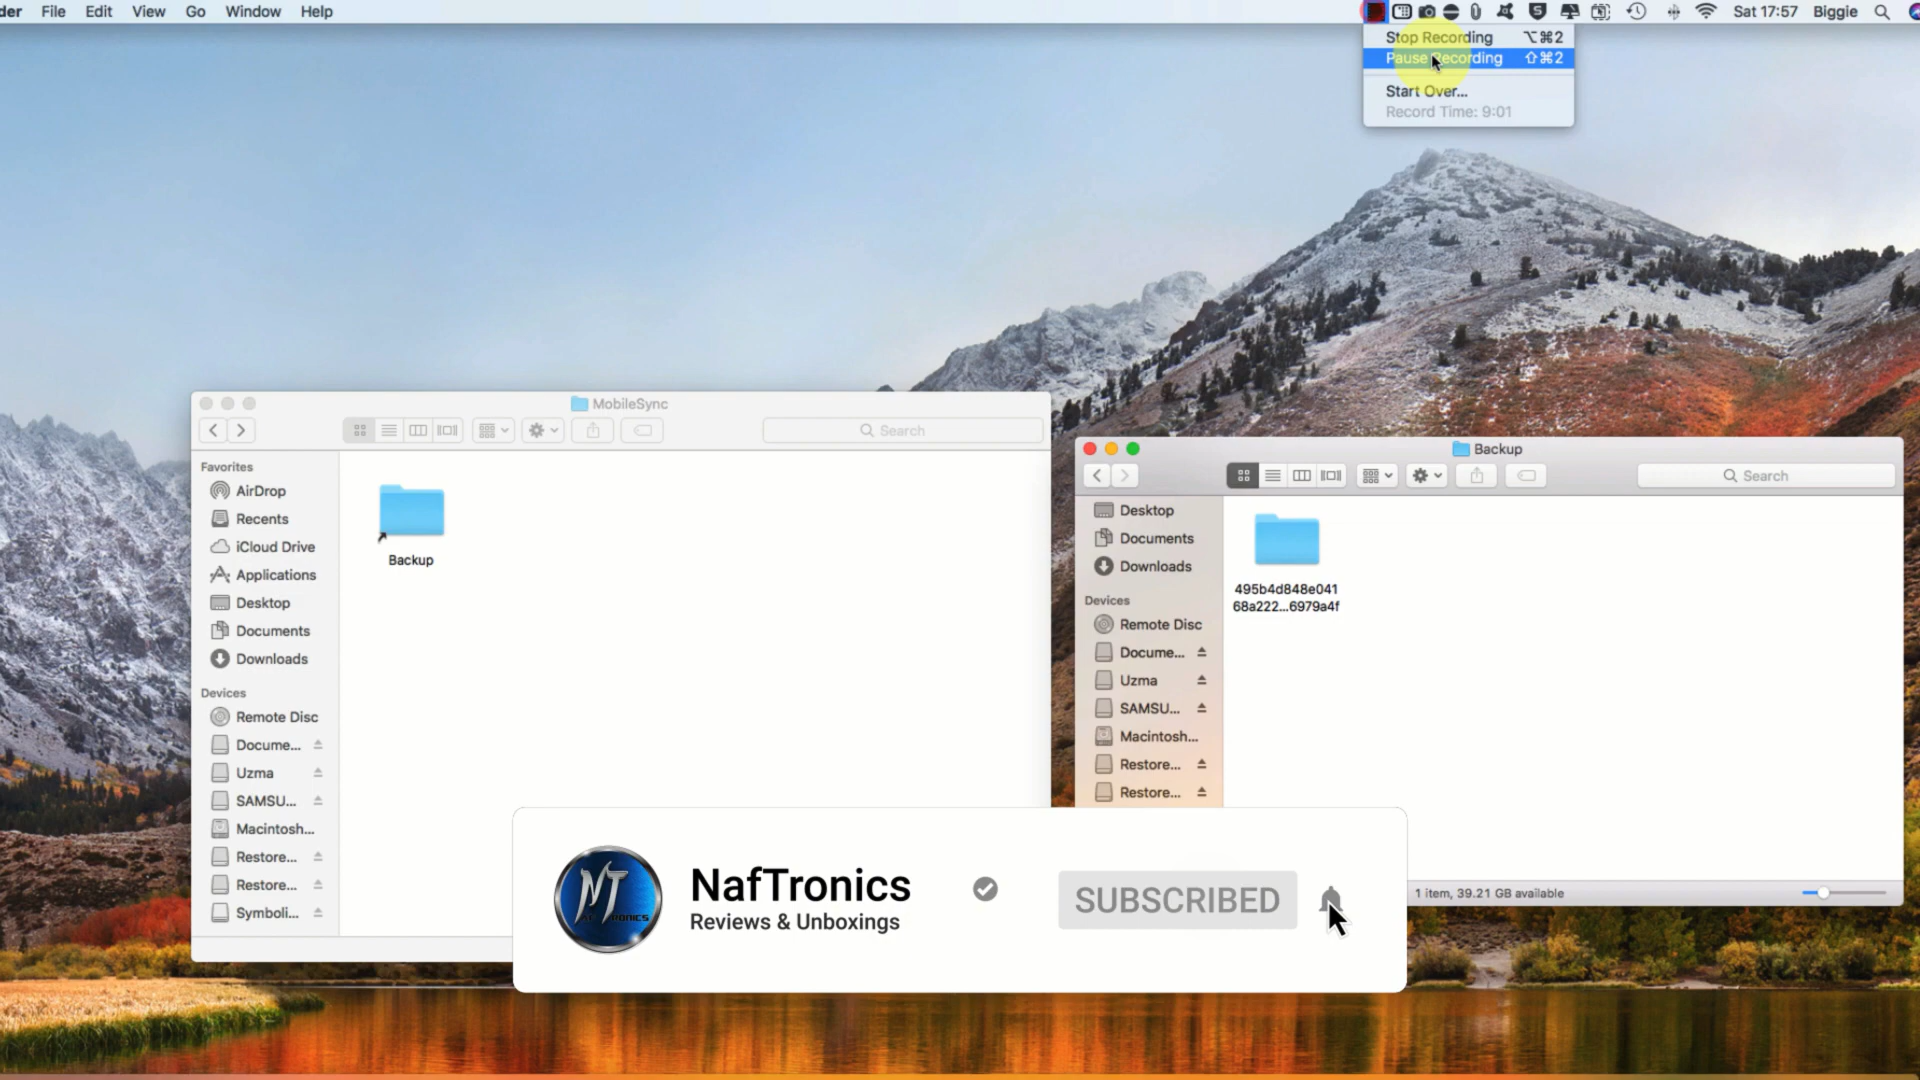 der File Edit View Go Window Help
Sat 17:57 Biggie
Stop Recording ⌥⌘2
Pause Recording ⇧⌘2
Start Over...
Record Time: 9:01
MobileSync
Search
Favorites
AirDrop
Recents
iCloud Drive
Applications
Desktop
Documents
Downloads
Devices
Remote Disc
Docume...
Uzma
SAMSU...
Macintosh...
Restore...
Restore...
Symboli...
Backup
Backup
Search
Desktop
Documents
Downloads
Devices
Remote Disc
Docume...
Uzma
SAMSU...
Macintosh...
Restore...
Restore...
495b4d848e041
68a222...6979a4f
1 item, 39.21 GB available
NT
NafTronics
Reviews & Unboxings
SUBSCRIBED